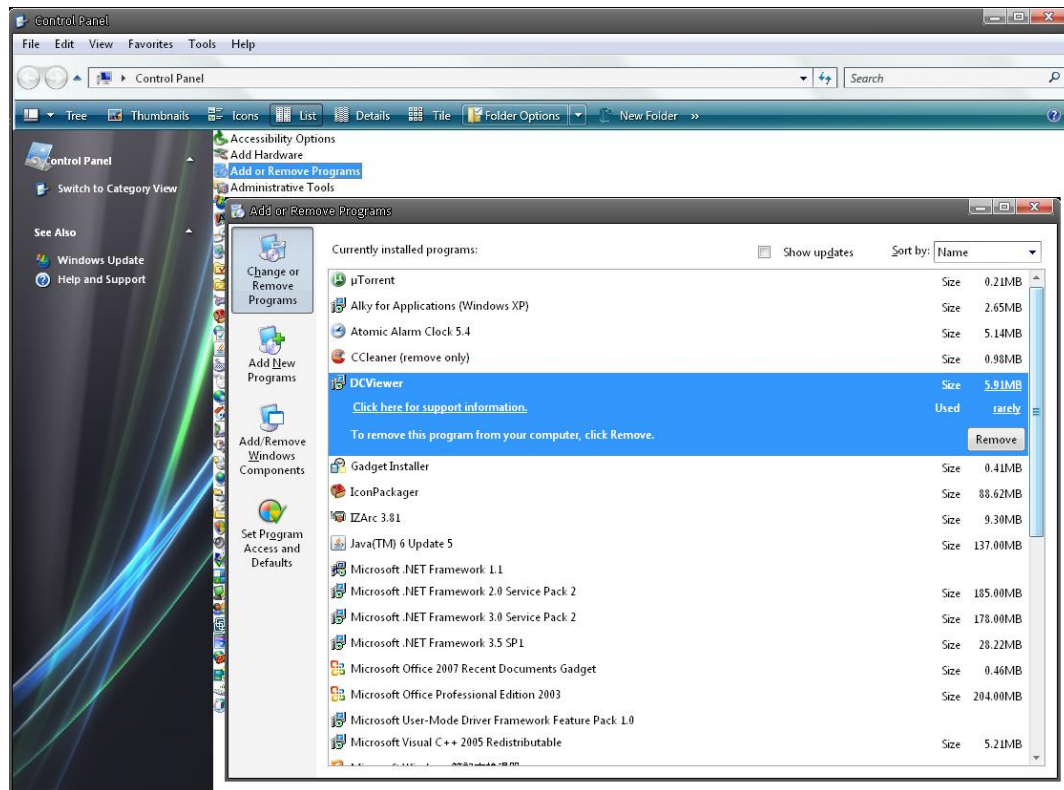 Control Panel
File Edit View Favorites Tools Help
Control Panel
Search
Tree Thumbnails Icons List Details Tile Folder Options New Folder »
Control Panel
Switch to Category View
See Also
Windows Update
Help and Support
Accessibility Options
Add Hardware
Add or Remove Programs
Administrative Tools
Add or Remove Programs
Change or
Remove
Programs
Add New
Programs
Add/Remove
Windows
Components
Set Program
Access and
Defaults
Currently installed programs: Show updates Sort by: Name
µTorrent Size 0.21MB
Alky for Applications (Windows XP) Size 2.65MB
Atomic Alarm Clock 5.4 Size 5.14MB
CCleaner (remove only) Size 0.98MB
DCViewer Size 5.91MB
Click here for support information. Used rarely
To remove this program from your computer, click Remove. Remove
Gadget Installer Size 0.41MB
IconPackager Size 88.62MB
IZArc 3.81 Size 9.30MB
Java(TM) 6 Update 5 Size 137.00MB
Microsoft .NET Framework 1.1
Microsoft .NET Framework 2.0 Service Pack 2 Size 185.00MB
Microsoft .NET Framework 3.0 Service Pack 2 Size 178.00MB
Microsoft .NET Framework 3.5 SP1 Size 28.22MB
Microsoft Office 2007 Recent Documents Gadget Size 0.46MB
Microsoft Office Professional Edition 2003 Size 204.00MB
Microsoft User-Mode Driver Framework Feature Pack 1.0
Microsoft Visual C++ 2005 Redistributable Size 5.21MB